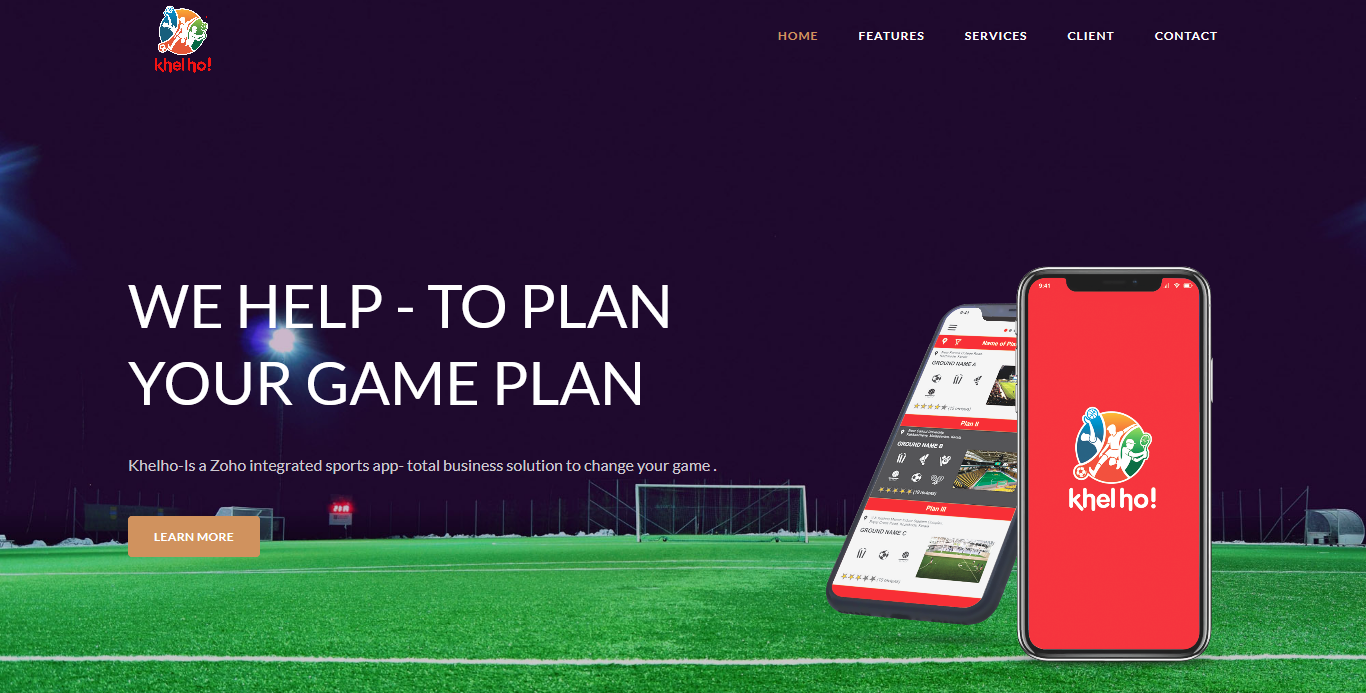 khel ho!
HOME FEATURES SERVICES CLIENT CONTACT
WE HELP - TO PLAN
YOUR GAME PLAN
Khelho-Is a Zoho integrated sports app- total business solution to change your game .
LEARN MORE
9:41
Name of Pla
GROUND NAME A
Plan II
GROUND NAME B
Plan III
GROUND NAME C
9:41
khel ho!